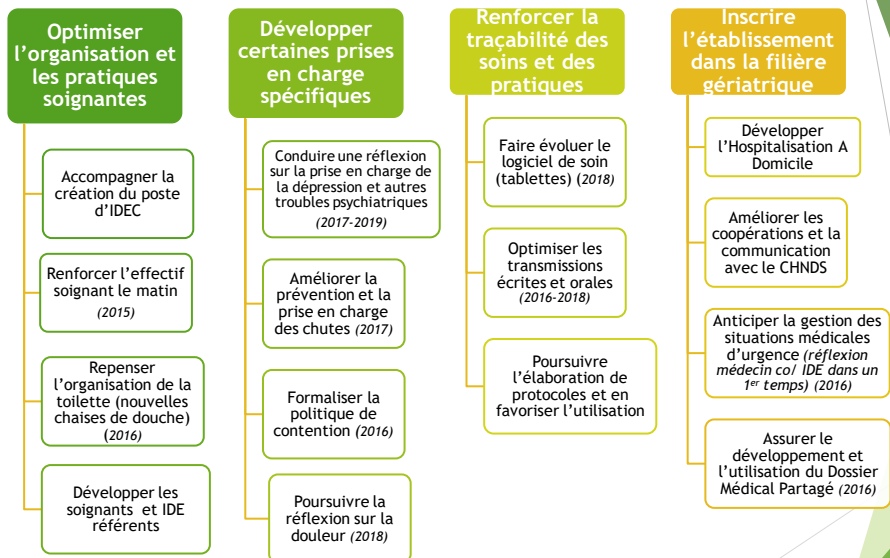 Optimiser
l'organisation et
les pratiques
soignantes
Accompagner la
création du poste
d'IDEC
Renforcer l'effectif
soignant le matin
(2015)
Repenser
l'organisation de la
toilette (nouvelles
chaises de douche)
(2016)
Développer les
soignants et IDE
référents
Développer
certaines prises
en charge
spécifiques
Conduire une réflexion
sur la prise en charge de
la dépression et autres
troubles psychiatriques
(2017-2019)
Améliorer la
prévention et la
prise en charge
des chutes (2017)
Formaliser la
politique de
contention (2016)
Poursuivre la
réflexion sur la
douleur (2018)
Renforcer la
traçabilité des
soins et des
pratiques
Faire évoluer le
logiciel de soin
(tablettes) (2018)
Optimiser les
transmissions
écrites et orales
(2016-2018)
Poursuivre
l'élaboration de
protocoles et en
favoriser l'utilisation
Inscrire
l'établissement
dans la filière
gériatrique
Développer
l'Hospitalisation A
Domicile
Améliorer les
coopérations et la
communication
avec le CHNDS
Anticiper la gestion des
situations médicales
d'urgence (réflexion
médecin co/ IDE dans un
1er temps) (2016)
Assurer le
développement et
l'utilisation du Dossier
Médical Partagé (2016)